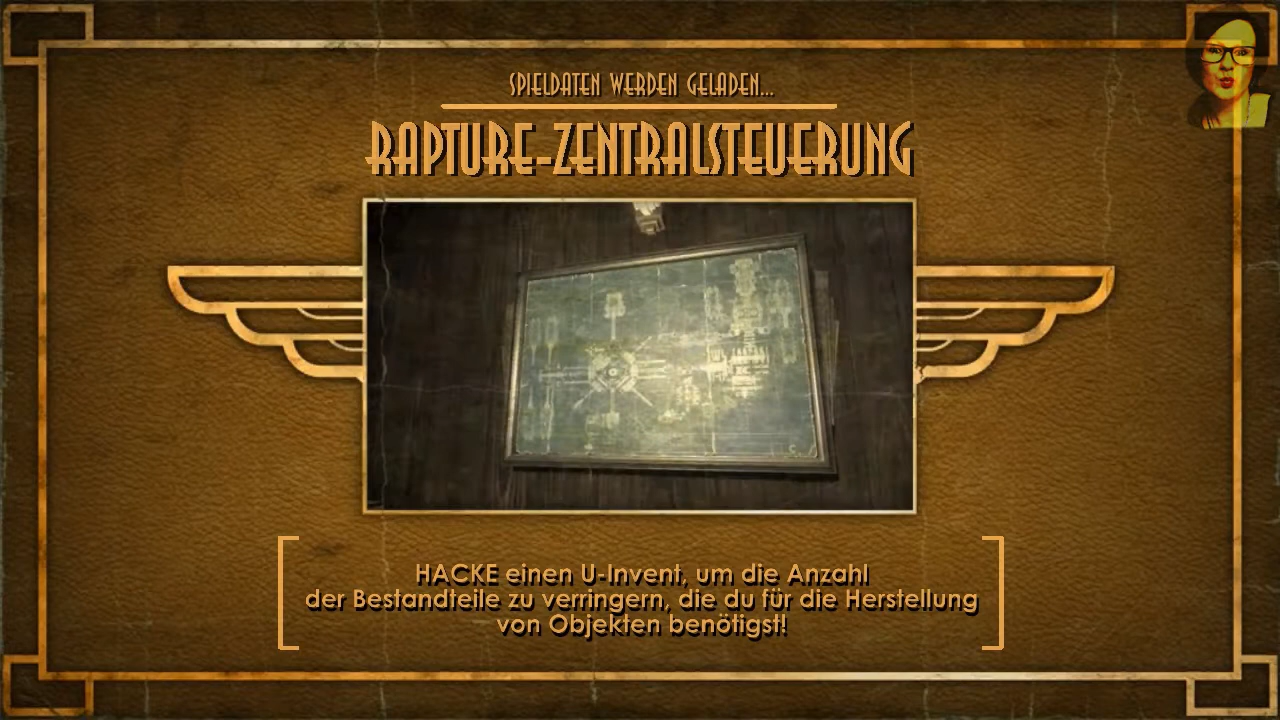 SPIELDATEN WERDEN GELADEN...
RAPTURE-ZENTRALSTEUERUNG
HACKE einen U-Invent, um die Anzahl
der Bestandteile zu verringern, die du für die Herstellung
von Objekten benötigst!